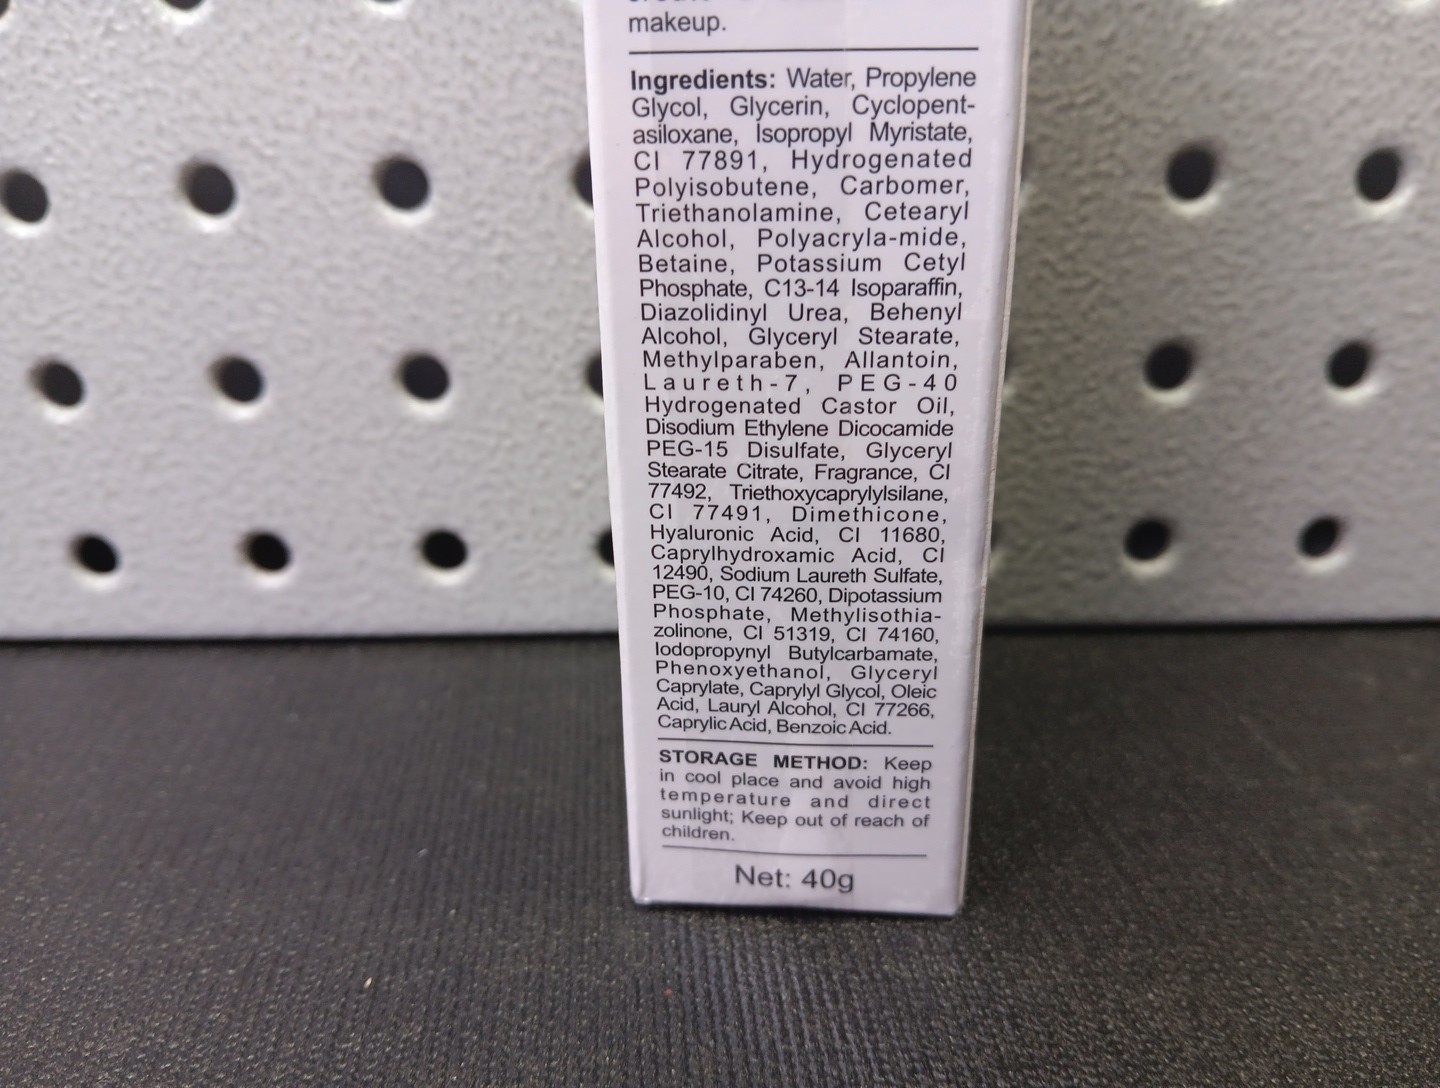 makeup.
Ingredients: Water, Propylene
Glycol, Glycerin, Cyclopent-
asiloxane, Isopropyl Myristate,
CI 77891, Hydrogenated
Polyisobutene, Carbomer,
Triethanolamine, Cetearyl
Alcohol, Polyacryla-mide,
Betaine, Potassium Cetyl
Phosphate, C13-14 Isoparaffin,
Diazolidinyl Urea, Behenyl
Alcohol, Glyceryl Stearate,
Methylparaben, Allantoin,
Laureth-7, PEG-40
Hydrogenated Castor Oil,
Disodium Ethylene Dicocamide
PEG-15 Disulfate, Glyceryl
Stearate Citrate, Fragrance, CI
77492, Triethoxycaprylylsilane,
CI 77491, Dimethicone,
Hyaluronic Acid, CI 11680,
Caprylhydroxamic Acid, CI
12490, Sodium Laureth Sulfate,
PEG-10, CI 74260, Dipotassium
Phosphate, Methylisothia-
zolinone, CI 51319, CI 74160,
Iodopropynyl Butylcarbamate,
Phenoxyethanol, Glyceryl
Caprylate, Caprylyl Glycol, Oleic
Acid, Lauryl Alcohol, CI 77266,
Caprylic Acid, Benzoic Acid.
STORAGE METHOD: Keep
in cool place and avoid high
temperature and direct
sunlight; Keep out of reach of
children.
Net: 40g